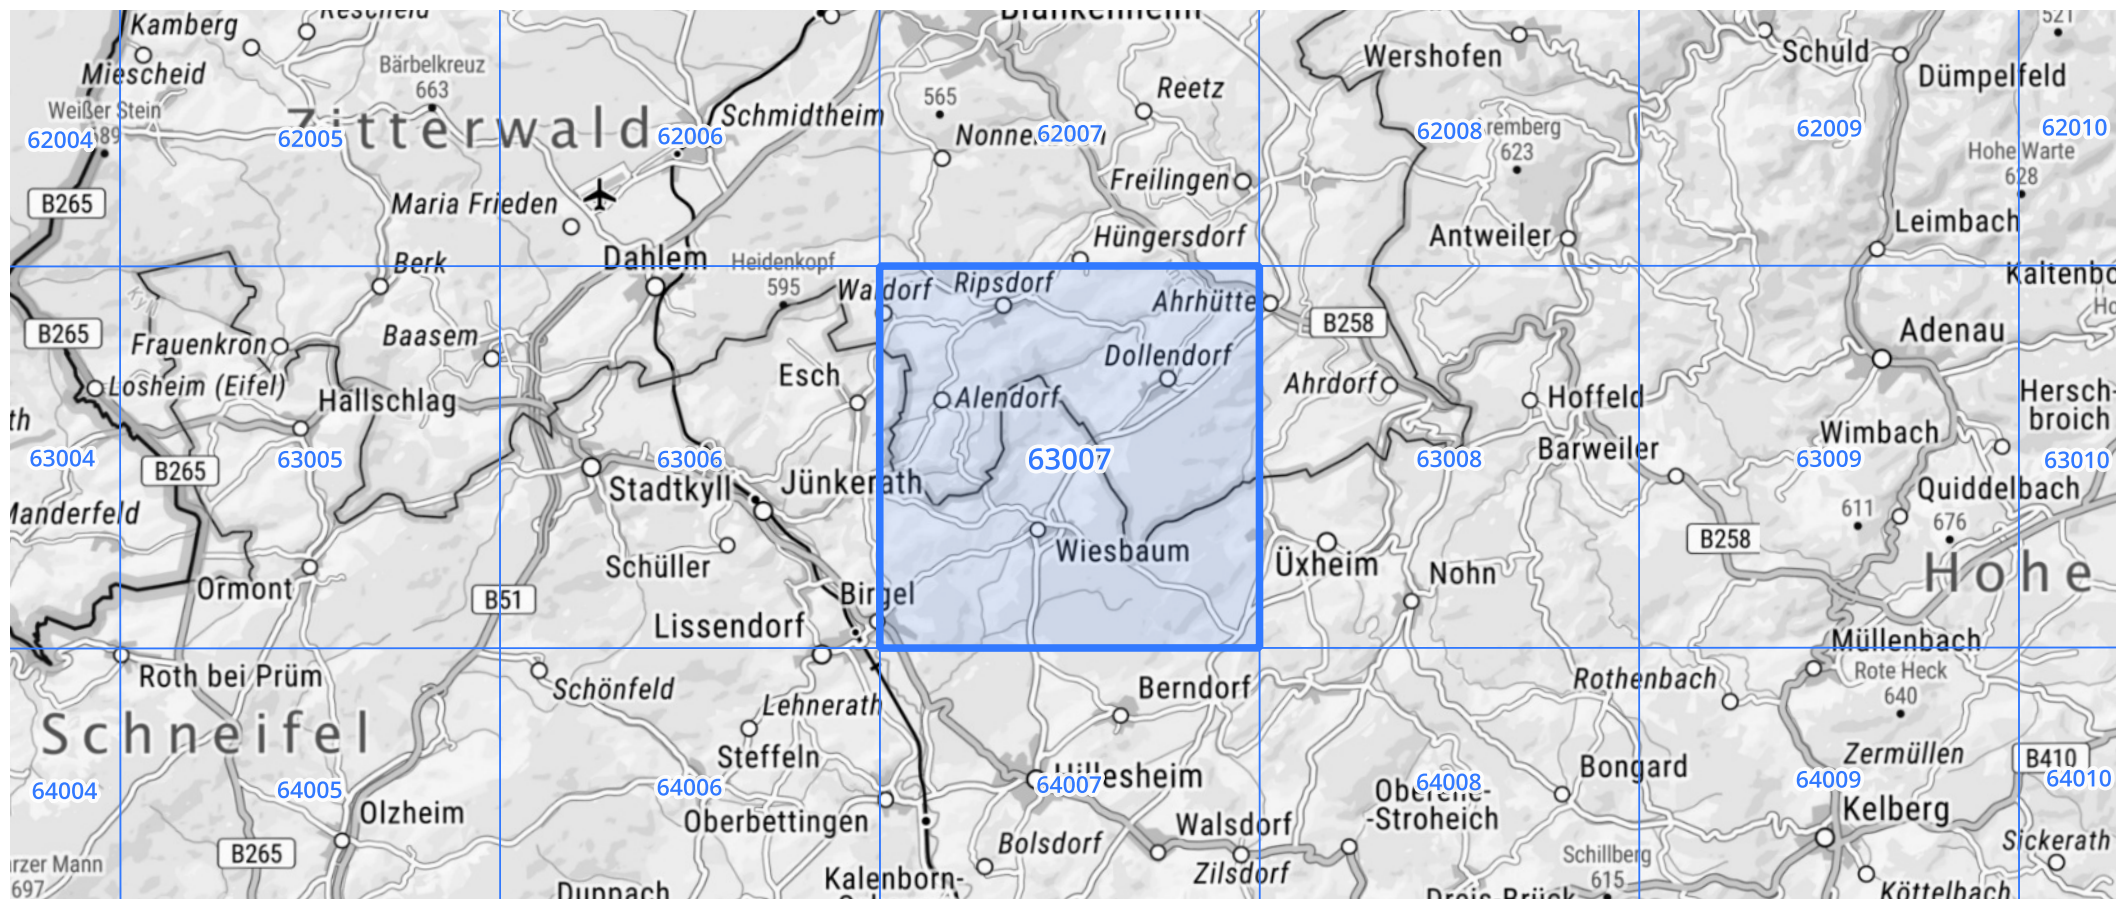 Kamberg
Miescheid
Bärbelkreuz
663
Weißer Stein
62004
62005
Zitterwald
62006
Schmidtheim
565
Reetz
62007
Freilingen
Wershofen
62008
623
Schuld
Dümpelfeld
521
62009
62010
Hohe Warte
628
B265
Maria Frieden
Dahlem
Berk
Heidenkopf
595
Hüngersdorf
Antweiler
Leimbach
Waldorf
Ripsdorf
Ahrhütte
B258
Adenau
B265
Frauenkron
Baasem
Losheim (Eifel)
Hallschlag
Esch
Dollendorf
Alendorf
Ahrdorf
Hoffeld
Hersch-
broich
63004
B265
63005
63006
Stadtkyll
Jünkerath
63007
63008
Barweiler
Wimbach
63009
63010
Manderfeld
Quiddelbach
611
676
B258
Ormont
Schüller
Wiesbaum
Üxheim
Nohn
Hohe
B51
Birgel
Lissendorf
Müllenbach
Roth bei Prüm
Schönfeld
Lehnerath
Berndorf
Rothenbach
Rote Heck
640
Schneifel
Steffeln
Zermüllen
B410
64004
64005
64006
Hillesheim
64007
64008
Bongard
64009
64010
Olzheim
Oberbettingen
Walsdorf
-Stroheich
Kelberg
B265
Bolsdorf
Zilsdorf
Schillberg
615
Sickerath
697
Kalenborn-
Köttelbach